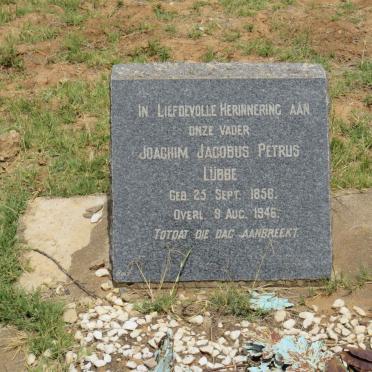 IN LIEFDEVOLLE HERINNERING AAN
ONZE VADER
JOACHIM JACOBUS PETRUS
LÜBBE
GEB. 25 SEPT. 1856.
OVERL. 9 AUG. 1946.
TOTDAT DIE DAG AANBREEKT.